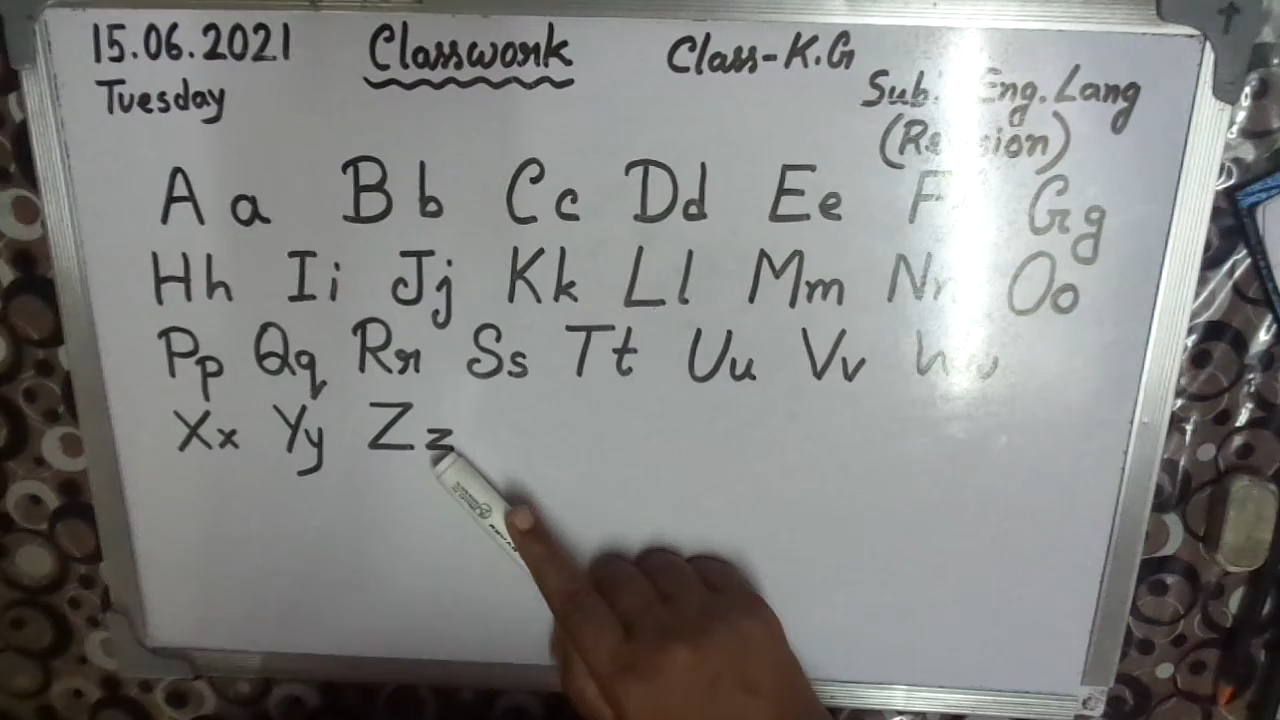 15.06.2021 Classwork Class-K.G
Tuesday Sub: Eng. Lang
(Revision)
A a B b C c D d E e F G g
H h I i J j K k L l M m N n O o
P p Q q R r S s T t U u V v W w
X x Y y Z z